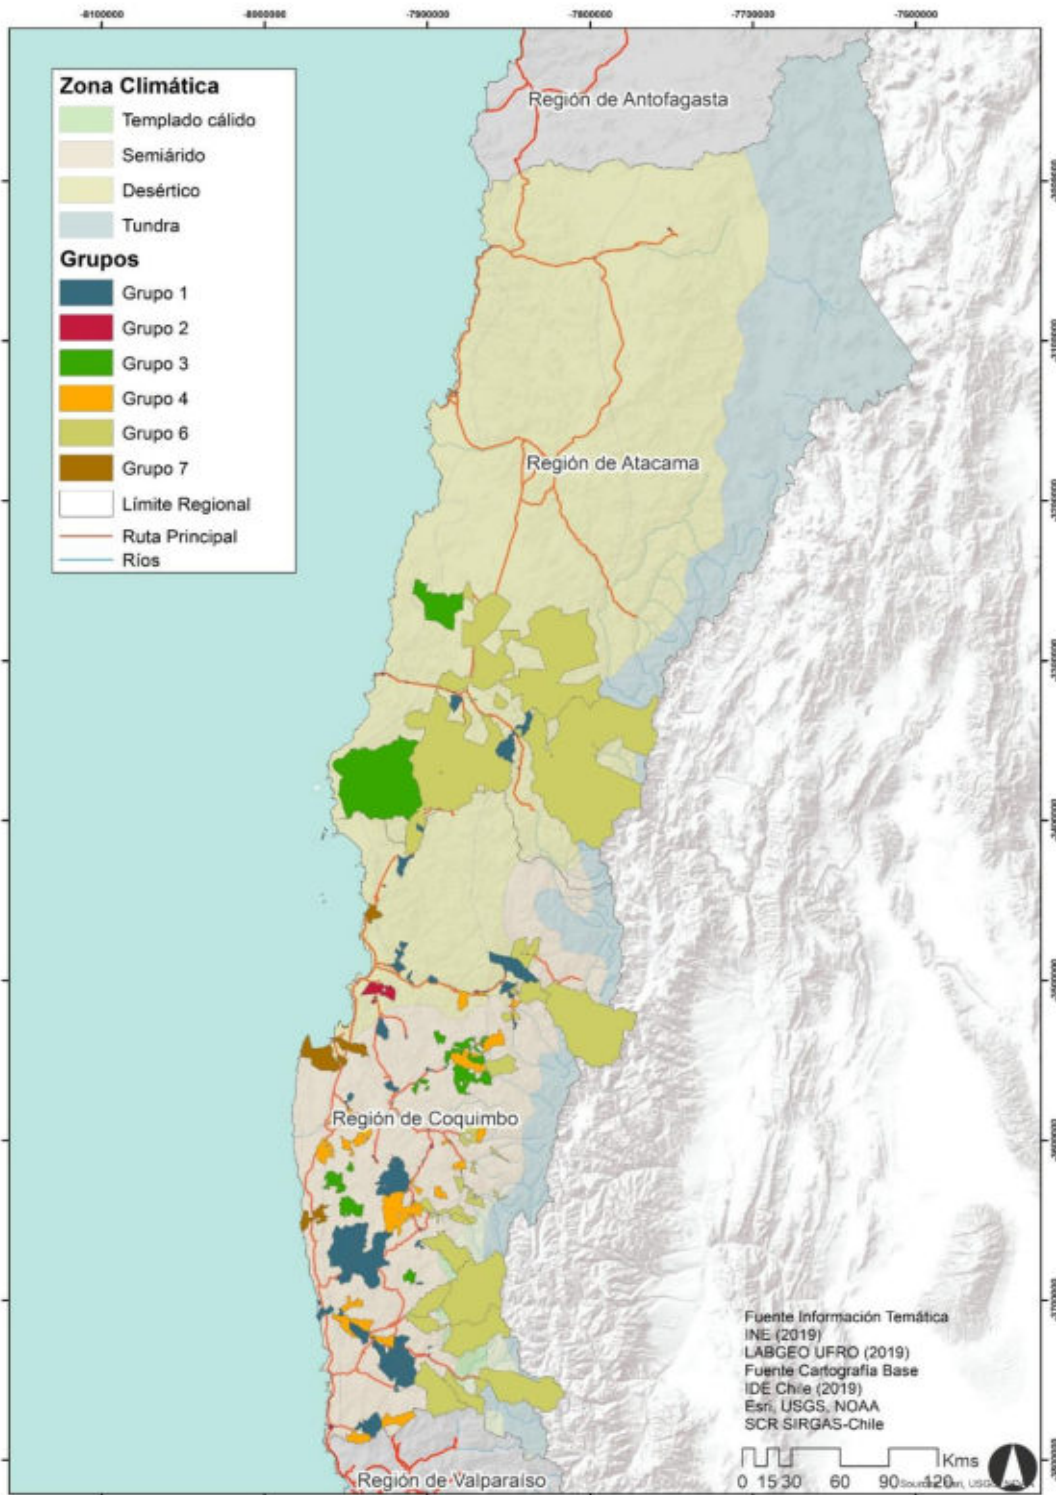 -8100000 -8000000 -7900000 -7800000 -7700000 -7600000
Zona Climática
Templado cálido
Semiárido
Desértico
Tundra
Grupos
Grupo 1
Grupo 2
Grupo 3
Grupo 4
Grupo 6
Grupo 7
Límite Regional
Ruta Principal
Ríos
Región de Antofagasta
Región de Atacama
Región de Coquimbo
Región de Valparaíso
Fuente Información Temática
INE (2019)
LABGEO UFRO (2019)
Fuente Cartografía Base
IDE Chile (2019)
Esri, USGS, NOAA
SCR SIRGAS-Chile
Kms
0 15 30 60 90 120